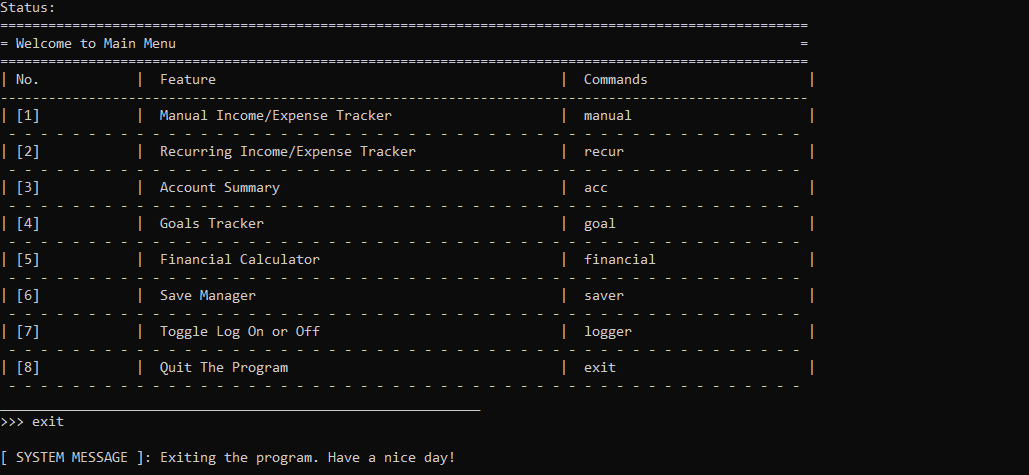 Status:
=====================================================================================================
= Welcome to Main Menu                                                                              =
=====================================================================================================
| No.            |  Feature                                           |  Commands                    |
-----------------------------------------------------------------------------------------------------
| [1]            |  Manual Income/Expense Tracker                     |  manual                      |
 - - - - - - - - - - - - - - - - - - - - - - - - - - - - - - - - - - - - - - - - - - - - - - - - - -
| [2]            |  Recurring Income/Expense Tracker                  |  recur                       |
 - - - - - - - - - - - - - - - - - - - - - - - - - - - - - - - - - - - - - - - - - - - - - - - - - -
| [3]            |  Account Summary                                   |  acc                         |
 - - - - - - - - - - - - - - - - - - - - - - - - - - - - - - - - - - - - - - - - - - - - - - - - - -
| [4]            |  Goals Tracker                                     |  goal                        |
 - - - - - - - - - - - - - - - - - - - - - - - - - - - - - - - - - - - - - - - - - - - - - - - - - -
| [5]            |  Financial Calculator                              |  financial                   |
 - - - - - - - - - - - - - - - - - - - - - - - - - - - - - - - - - - - - - - - - - - - - - - - - - -
| [6]            |  Save Manager                                      |  saver                       |
 - - - - - - - - - - - - - - - - - - - - - - - - - - - - - - - - - - - - - - - - - - - - - - - - - -
| [7]            |  Toggle Log On or Off                              |  logger                      |
 - - - - - - - - - - - - - - - - - - - - - - - - - - - - - - - - - - - - - - - - - - - - - - - - - -
| [8]            |  Quit The Program                                  |  exit                        |
 - - - - - - - - - - - - - - - - - - - - - - - - - - - - - - - - - - - - - - - - - - - - - - - - - -
____________________________________________________________
>>> exit
[ SYSTEM MESSAGE ]: Exiting the program. Have a nice day!